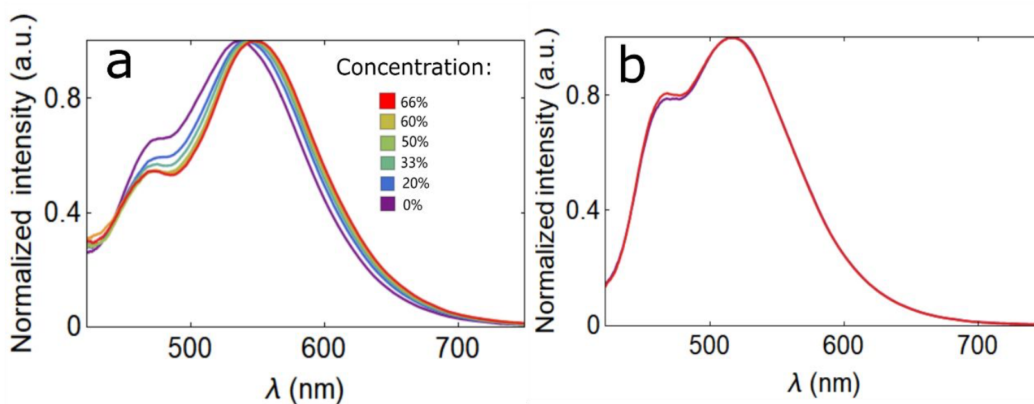 a
Normalized intensity (a.u.)
0.8
0.4
0
Concentration:
66%
60%
50%
33%
20%
0%
500
600
700
λ (nm)
b
Normalized intensity (a.u.)
0.8
0.4
0
500
600
700
λ (nm)